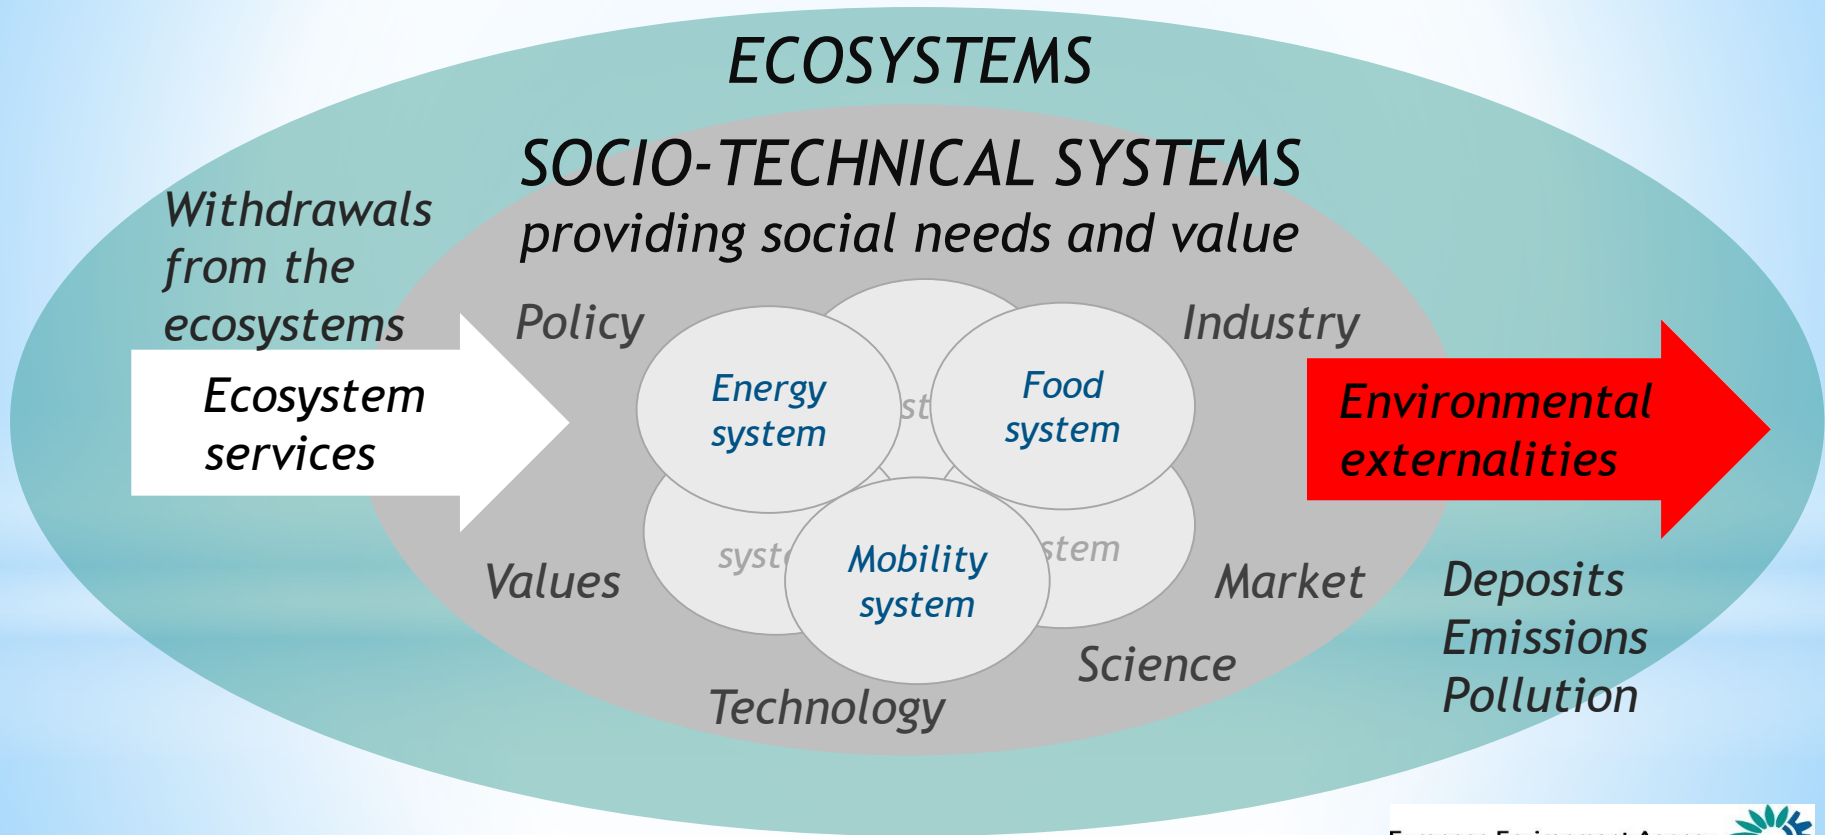 ECOSYSTEMS
SOCIO-TECHNICAL SYSTEMS
providing social needs and value
Withdrawals
from the
ecosystems
Ecosystem
services
Policy
Industry
Energy
system
Food
system
Environmental
externalities
Values
Mobility
system
Market
Science
Technology
Deposits
Emissions
Pollution